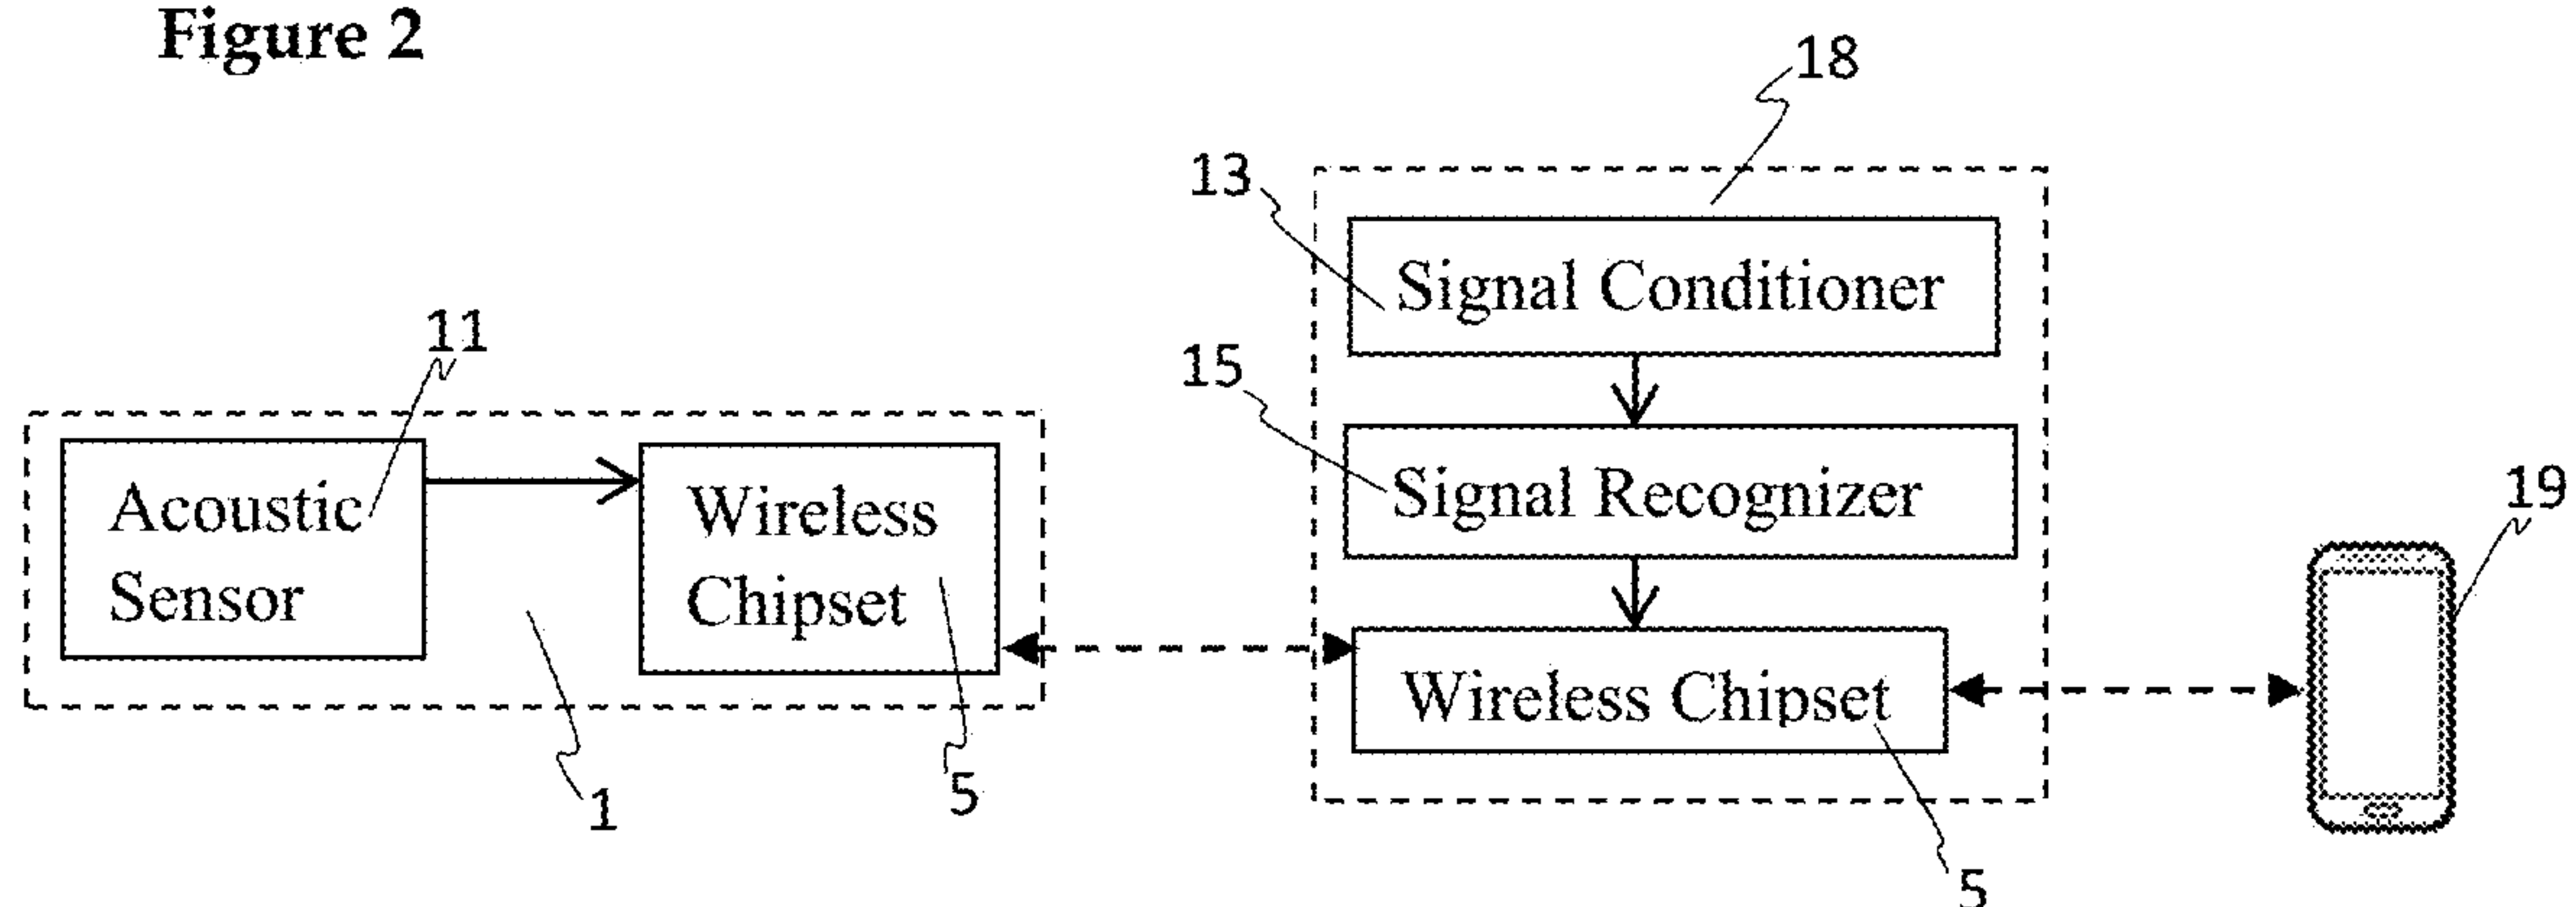 Figure 2
18
13
Signal Conditioner
11
15
Acoustic
Sensor
Wireless
Chipset
Signal Recognizer
19
Wireless Chipset
1
5
5